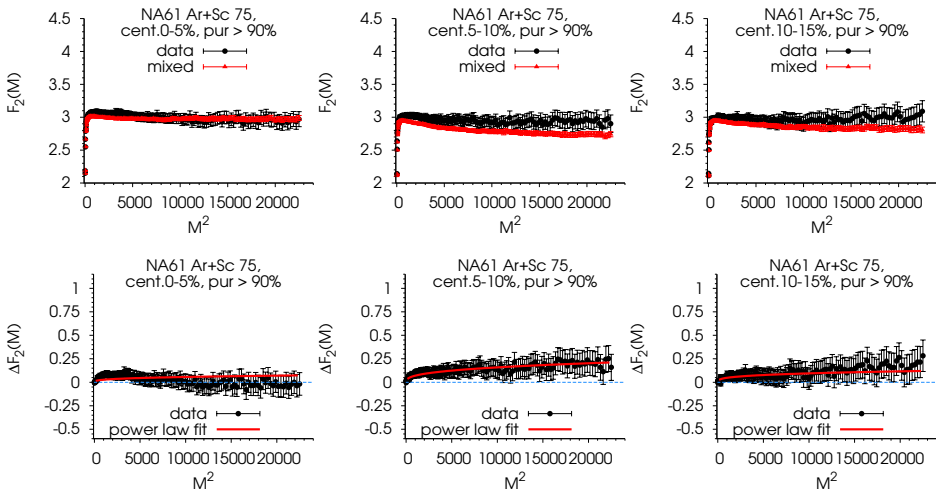 NA61 Ar+Sc 75,
cent.0-5%, pur > 90%
data
mixed
F₂(M)
4.5
4
3.5
3
2.5
2
0 5000 10000 15000 20000
M²
NA61 Ar+Sc 75,
cent.5-10%, pur > 90%
data
mixed
F₂(M)
4.5
4
3.5
3
2.5
2
0 5000 10000 15000 20000
M²
NA61 Ar+Sc 75,
cent.10-15%, pur > 90%
data
mixed
F₂(M)
4.5
4
3.5
3
2.5
2
0 5000 10000 15000 20000
M²
NA61 Ar+Sc 75,
cent.0-5%, pur > 90%
ΔF₂(M)
1
0.75
0.5
0.25
0
-0.25
-0.5
data
power law fit
0 5000 10000 15000 20000
M²
NA61 Ar+Sc 75,
cent.5-10%, pur > 90%
ΔF₂(M)
1
0.75
0.5
0.25
0
-0.25
-0.5
data
power law fit
0 5000 10000 15000 20000
M²
NA61 Ar+Sc 75,
cent.10-15%, pur > 90%
ΔF₂(M)
1
0.75
0.5
0.25
0
-0.25
-0.5
data
power law fit
0 5000 10000 15000 20000
M²